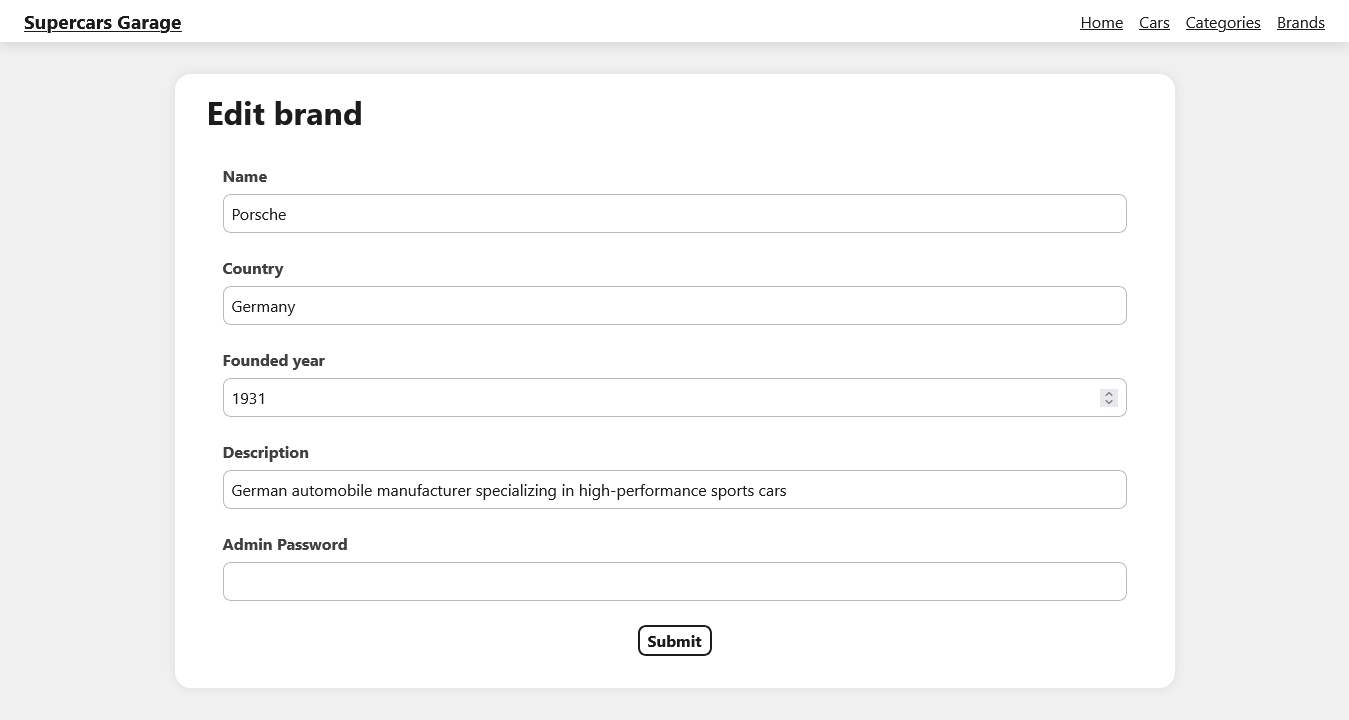 Supercars Garage
Home Cars Categories Brands
Edit brand
Name
Porsche
Country
Germany
Founded year
1931
Description
German automobile manufacturer specializing in high-performance sports cars
Admin Password
Submit